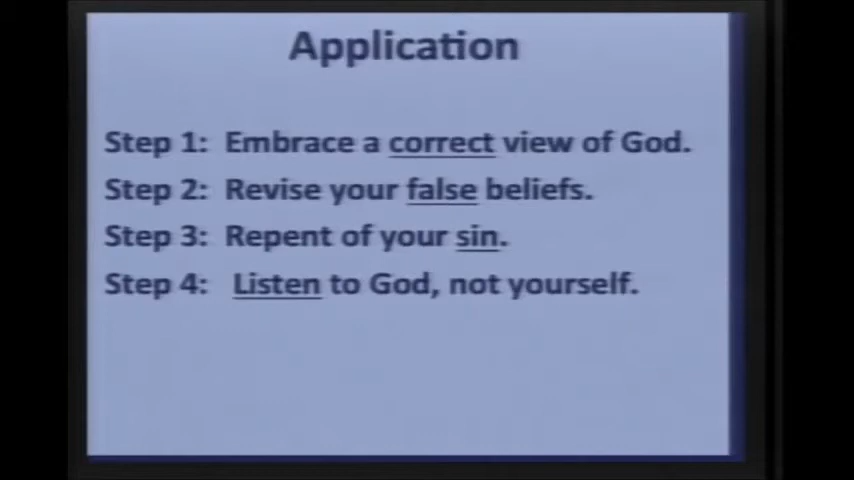 Application
Step 1: Embrace a correct view of God.
Step 2: Revise your false beliefs.
Step 3: Repent of your sin.
Step 4: Listen to God, not yourself.